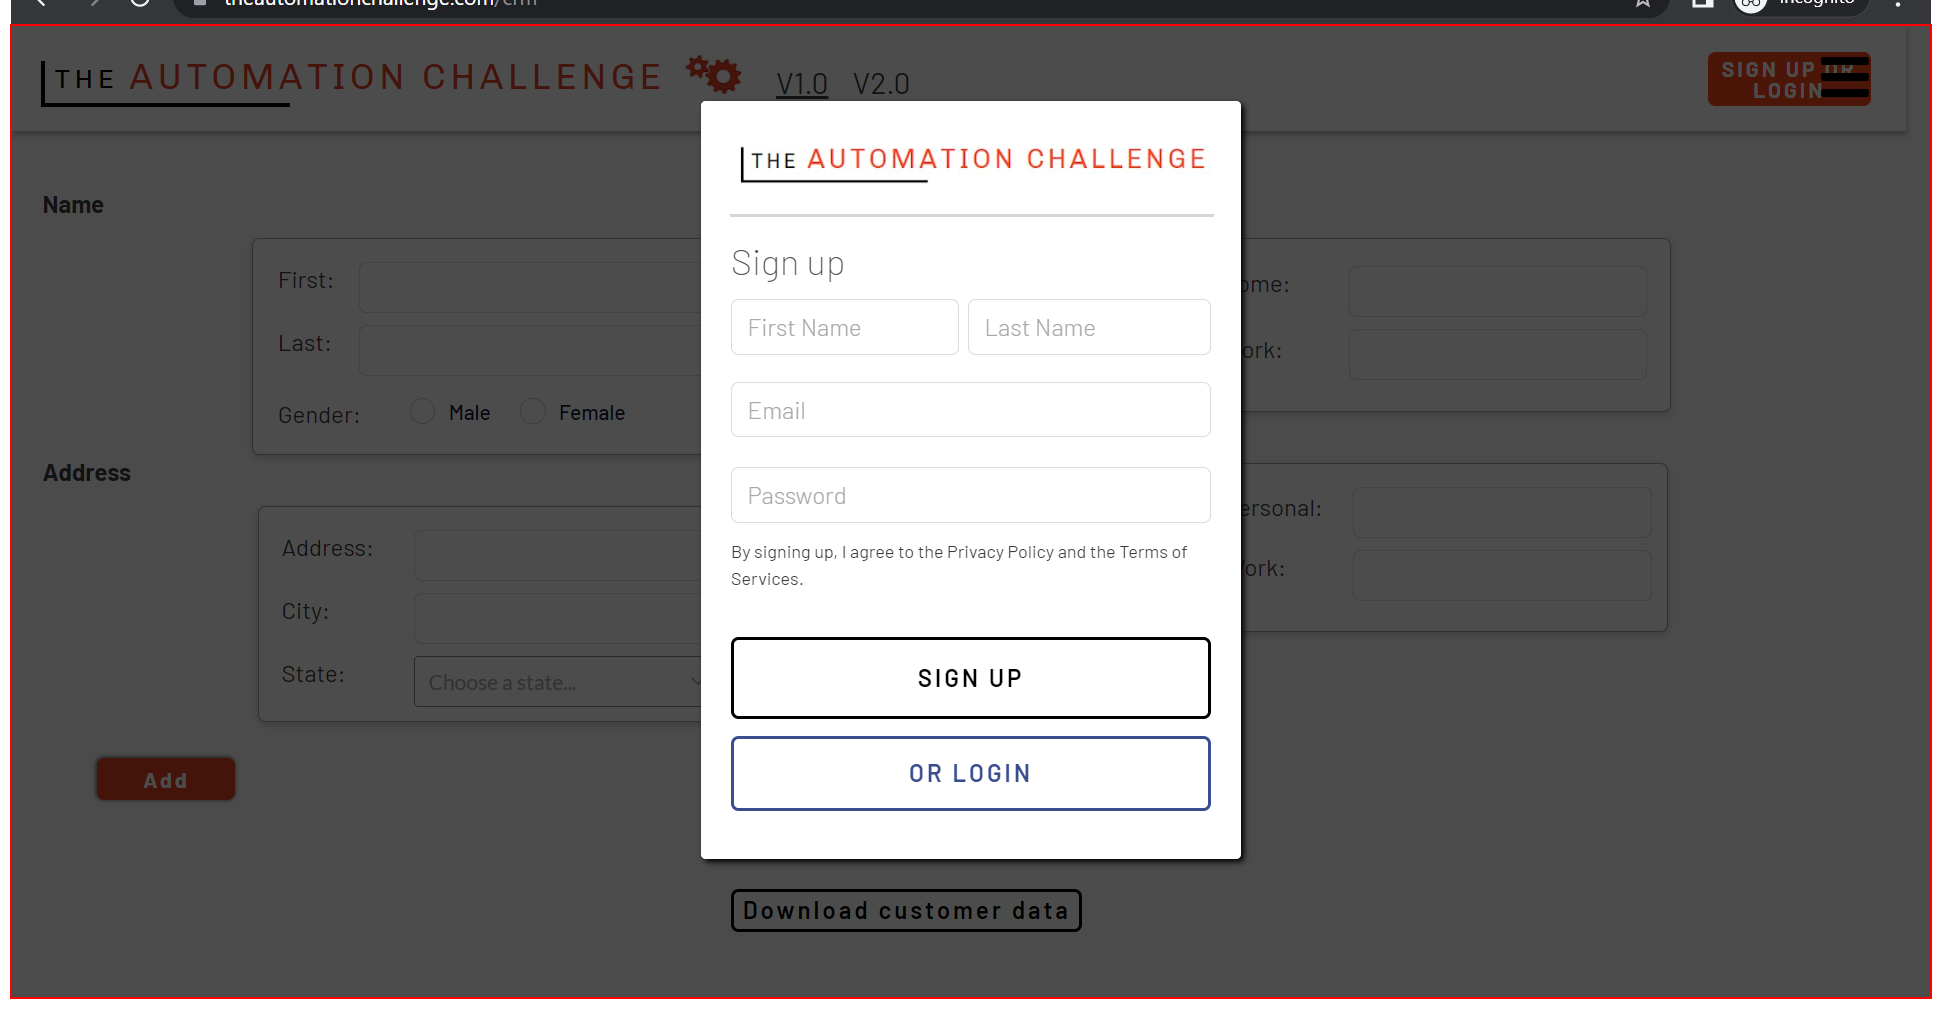 theautomationchallenge.com/crm
Incognito
THE AUTOMATION CHALLENGE
V1.0 V2.0
SIGN UP OR
LOGIN
THE AUTOMATION CHALLENGE
Sign up
First Name
Last Name
Email
Password
By signing up, I agree to the Privacy Policy and the Terms of
Services.
SIGN UP
OR LOGIN
Name
First:
Last:
Gender:
Male
Female
ome:
ork:
Address
Address:
City:
State:
Choose a state...
ersonal:
ork:
Add
Download customer data